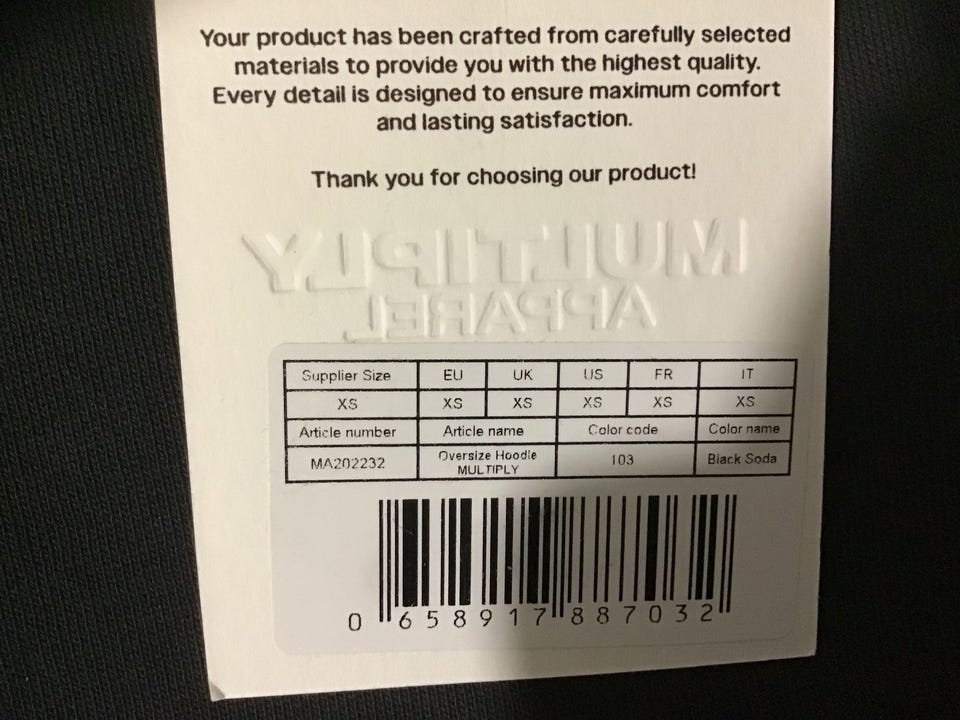 Your product has been crafted from carefully selected
materials to provide you with the highest quality.
Every detail is designed to ensure maximum comfort
and lasting satisfaction.
Thank you for choosing our product!
MULTIPLY
APPAREL
Supplier Size EU UK US FR IT
XS XS XS XS XS XS
Article number Article name Color code Color name
MA202232 Oversize Hoodie MULTIPLY 103 Black Soda
0 658917 887032